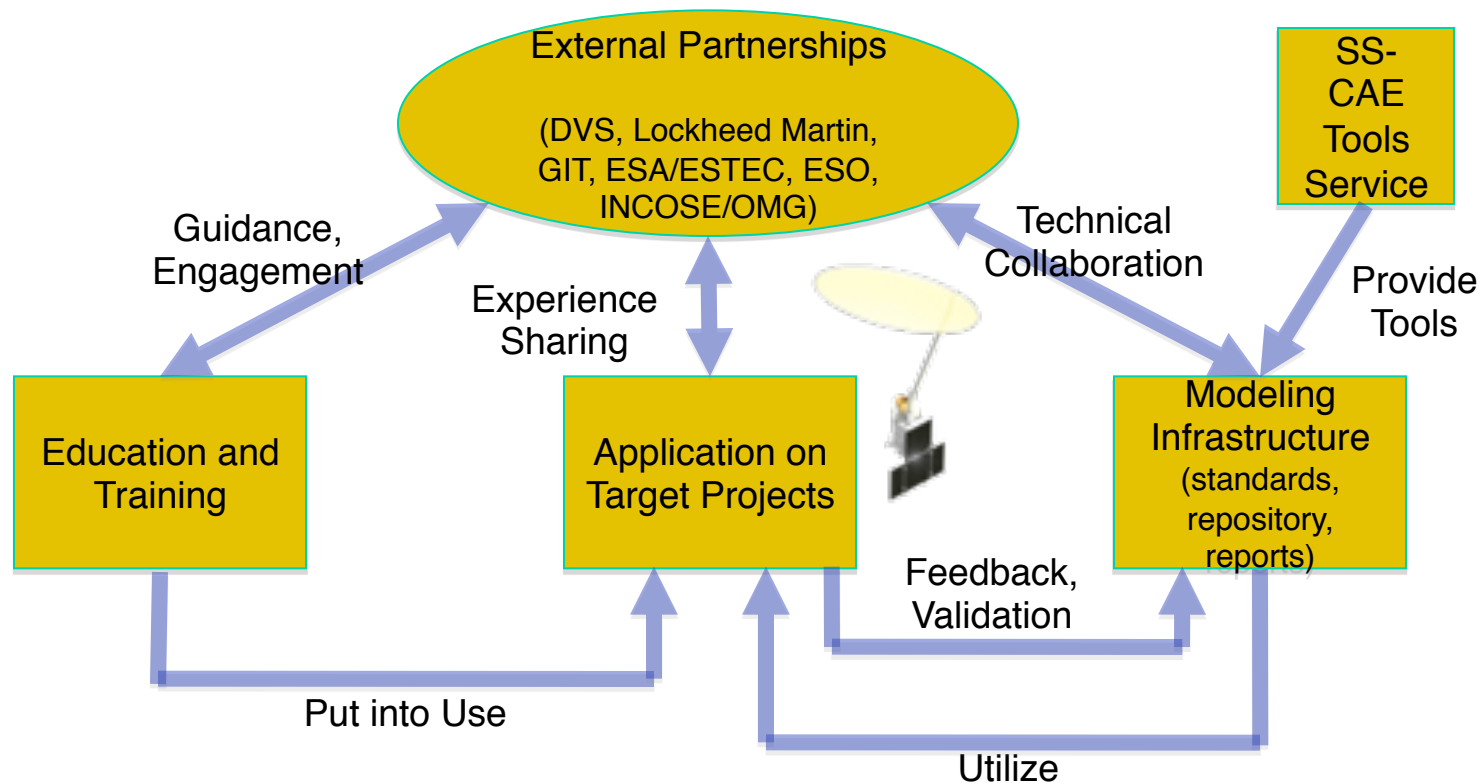 External Partnerships
(DVS, Lockheed Martin,
GIT, ESA/ESTEC, ESO,
INCOSE/OMG)
SS-
CAE
Tools
Service
Guidance,
Engagement
Experience
Sharing
Technical
Collaboration
Provide
Tools
Education and
Training
Application on
Target Projects
Modeling
Infrastructure
(standards,
repository,
reports)
Feedback,
Validation
Put into Use
Utilize